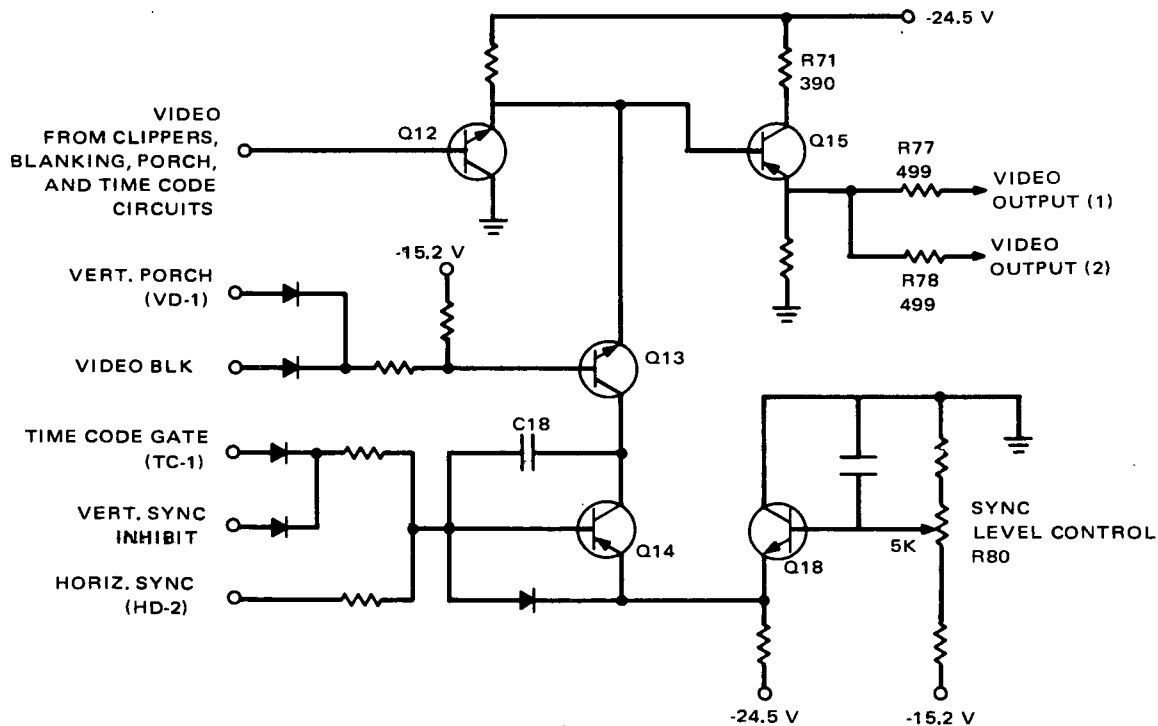 -24.5 V
R71
390
VIDEO
FROM CLIPPERS,
BLANKING, PORCH,
AND TIME CODE
CIRCUITS
Q12
Q15
R77
499
VIDEO
OUTPUT (1)
VIDEO
OUTPUT (2)
R78
499
-15.2 V
VERT. PORCH
(VD-1)
VIDEO BLK
Q13
C18
TIME CODE GATE
(TC-1)
VERT. SYNC
INHIBIT
Q14
HORIZ. SYNC
(HD-2)
Q18
5K
SYNC
LEVEL CONTROL
R80
-24.5 V
-15.2 V